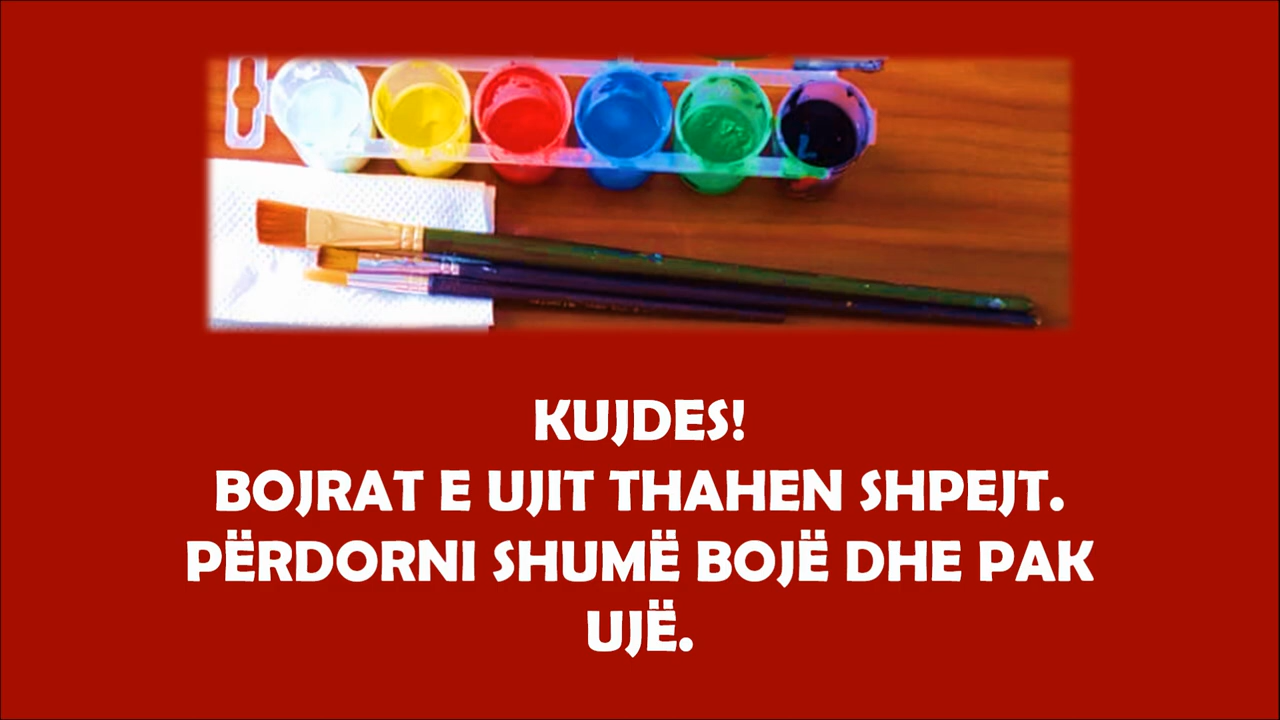 KUJDES!
BOJRAT E UJIT THAHEN SHPEJT.
PËRDORNI SHUMË BOJË DHE PAK
UJË.